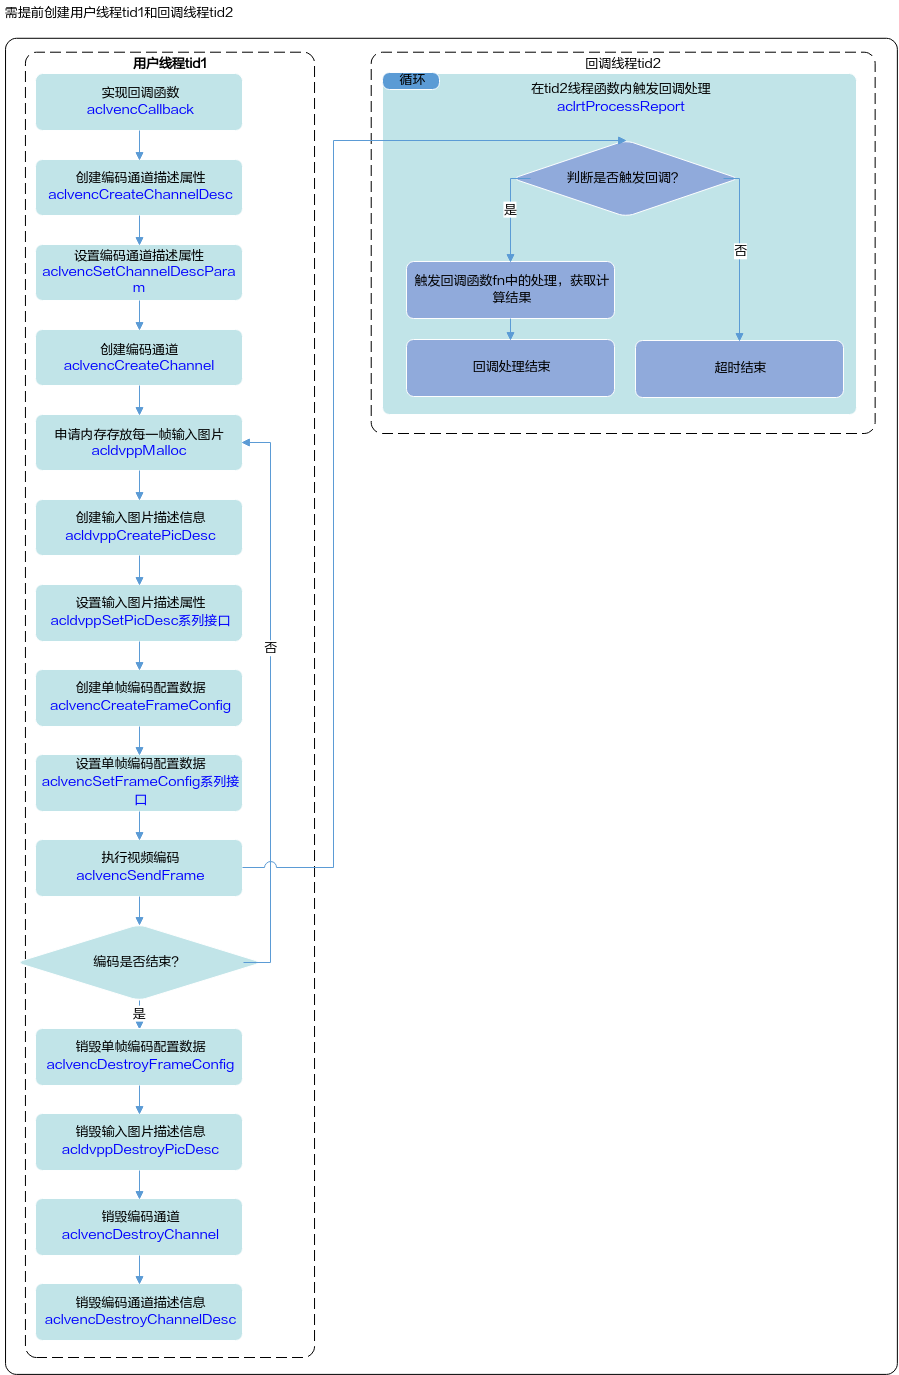 需提前创建用户线程tid1和回调线程tid2
用户线程tid1
实现回调函数
aclvencCallback
创建编码通道描述属性
aclvencCreateChannelDesc
设置编码通道描述属性
aclvencSetChannelDescPara
m
创建编码通道
aclvencCreateChannel
申请内存存放每一帧输入图片
acldvppMalloc
创建输入图片描述信息
acldvppCreatePicDesc
设置输入图片描述属性
acldvppSetPicDesc系列接口
创建单帧编码配置数据
aclvencCreateFrameConfig
设置单帧编码配置数据
aclvencSetFrameConfig系列接
口
执行视频编码
aclvencSendFrame
编码是否结束?
否
是
销毁单帧编码配置数据
aclvencDestroyFrameConfig
销毁输入图片描述信息
acldvppDestroyPicDesc
销毁编码通道
aclvencDestroyChannel
销毁编码通道描述信息
aclvencDestroyChannelDesc
回调线程tid2
循环
在tid2线程函数内触发回调处理
aclrtProcessReport
判断是否触发回调?
是
否
触发回调函数fn中的处理，获取计
算结果
回调处理结束
超时结束